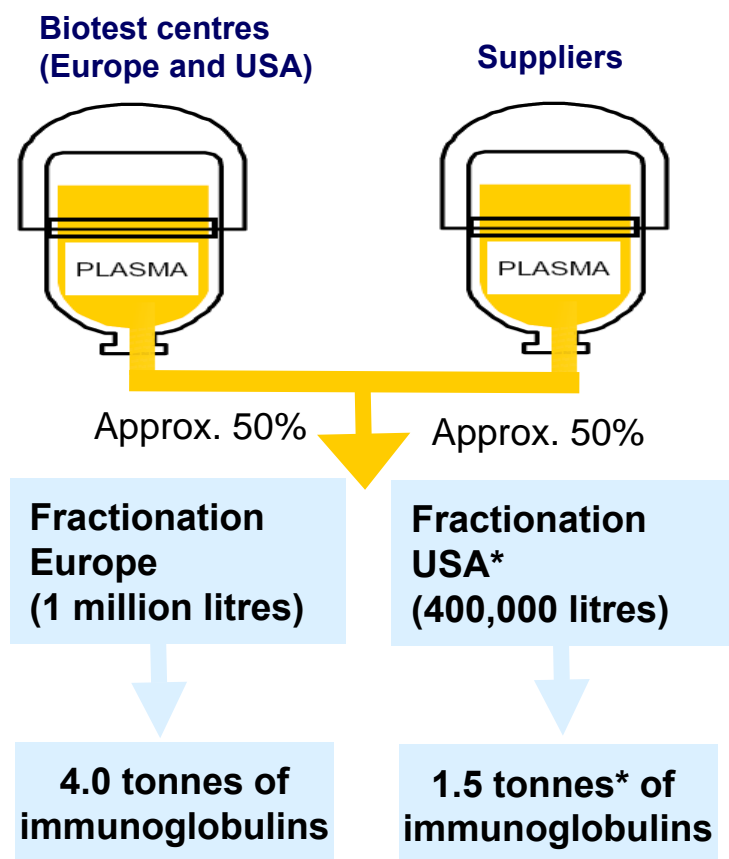 Biotest centres
(Europe and USA)
Suppliers
PLASMA
PLASMA
Approx. 50%
Approx. 50%
Fractionation
Europe
(1 million litres)
Fractionation
USA*
(400,000 litres)
4.0 tonnes of
immunoglobulins
1.5 tonnes* of
immunoglobulins